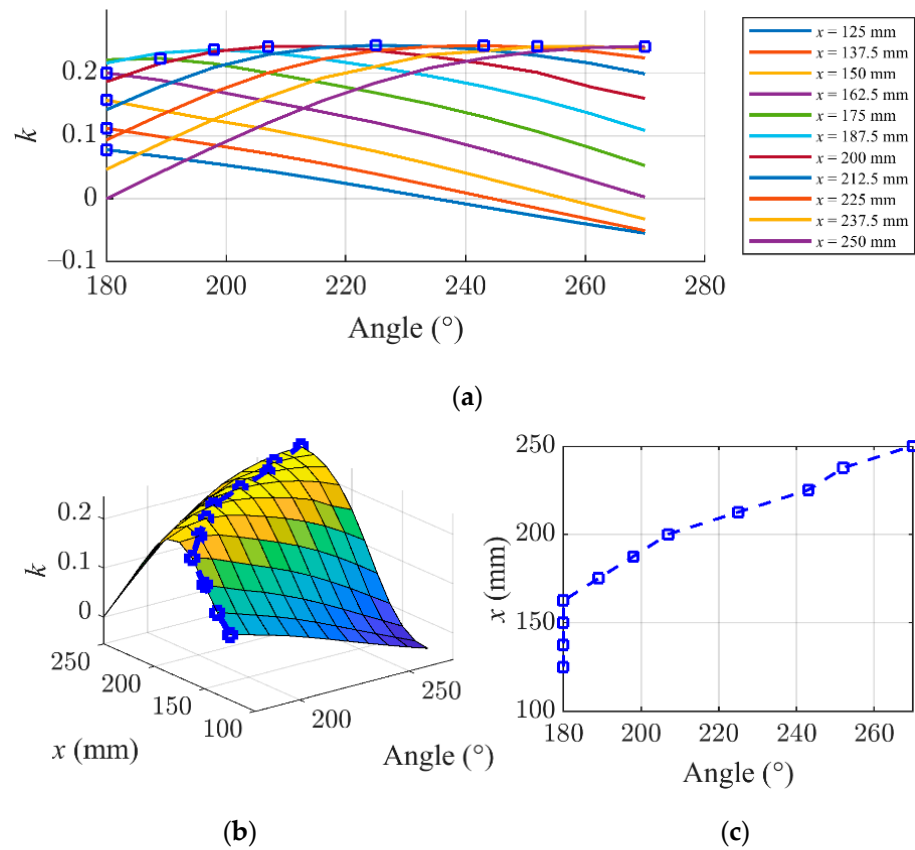 0.2
0.1
0
−0.1
k
180
200
220
240
260
280
Angle (°)
x = 125 mm
x = 137.5 mm
x = 150 mm
x = 162.5 mm
x = 175 mm
x = 187.5 mm
x = 200 mm
x = 212.5 mm
x = 225 mm
x = 237.5 mm
x = 250 mm
(a)
0.2
0.1
0
k
250
200
150
100
x (mm)
200
250
Angle (°)
(b)
250
200
150
100
x (mm)
180
200
220
240
260
Angle (°)
(c)